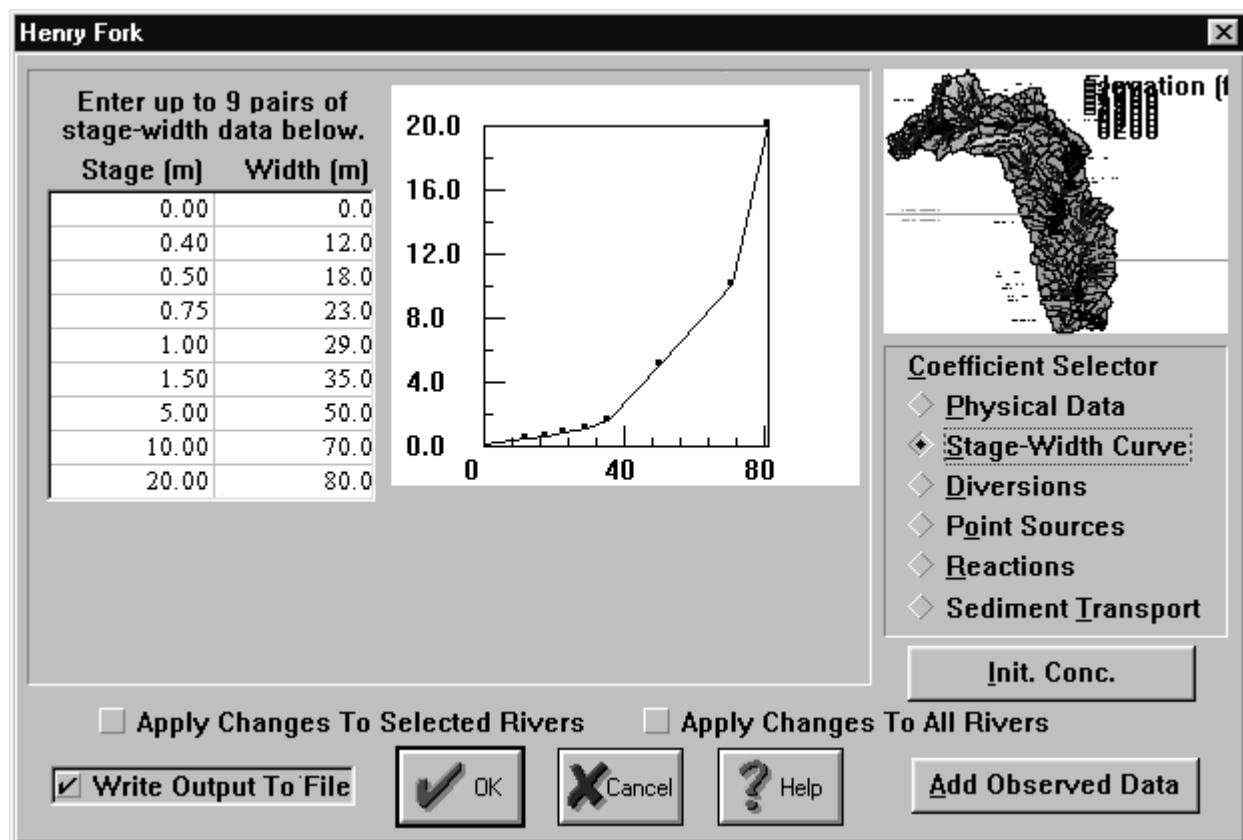 Henry Fork
Enter up to 9 pairs of
stage-width data below.
Stage (m) Width (m)
0.00 0.0
0.40 12.0
0.50 18.0
0.75 23.0
1.00 29.0
1.50 35.0
5.00 50.0
10.00 70.0
20.00 80.0
20.0
16.0
12.0
8.0
4.0
0.0
0 40 80
Elevation (f
Coefficient Selector
Physical Data
Stage-Width Curve
Diversions
Point Sources
Reactions
Sediment Transport
Init. Conc.
Apply Changes To Selected Rivers
Apply Changes To All Rivers
Write Output To File
OK
Cancel
Help
Add Observed Data